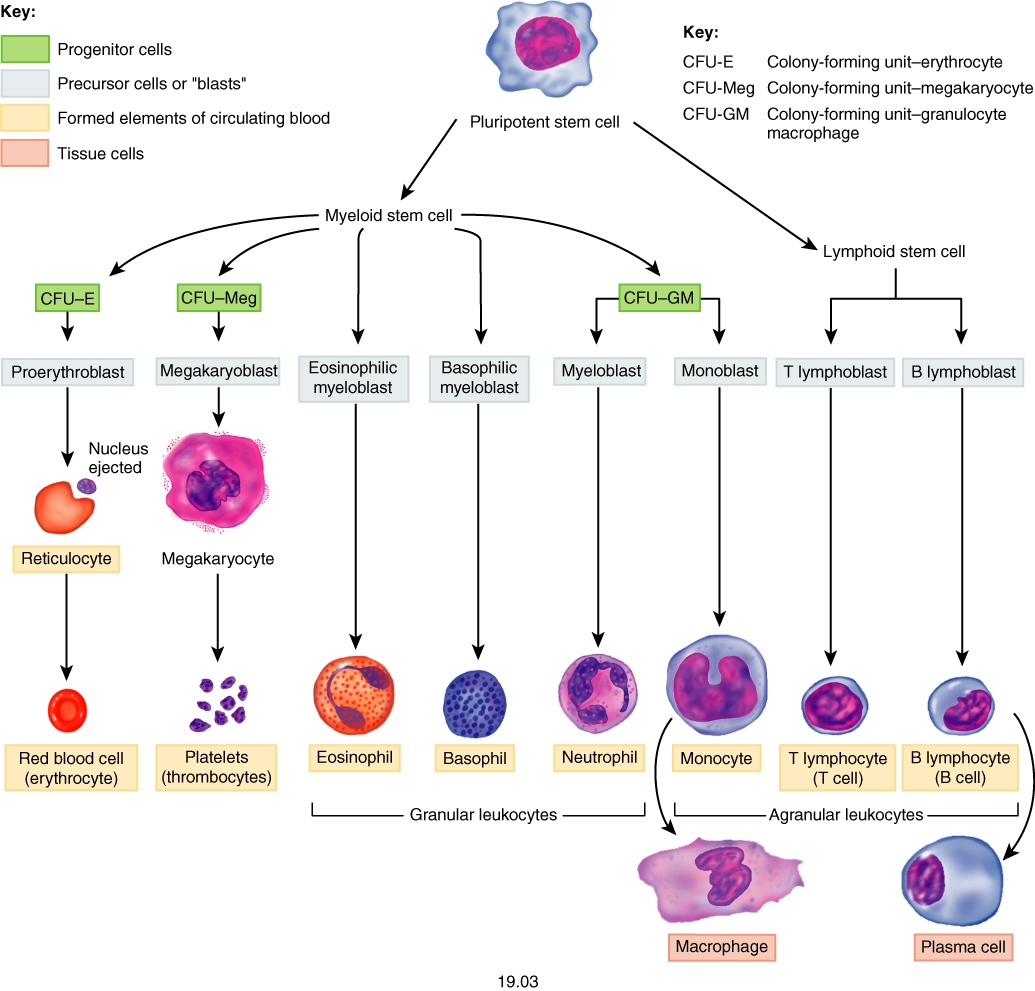 Key:
Progenitor cells
Precursor cells or "blasts"
Formed elements of circulating blood
Tissue cells
Key:
CFU-E Colony-forming unit–erythrocyte
CFU-Meg Colony-forming unit–megakaryocyte
CFU-GM Colony-forming unit–granulocyte
macrophage
Pluripotent stem cell
Myeloid stem cell
Lymphoid stem cell
CFU–E
CFU–Meg
CFU–GM
Proerythroblast
Megakaryoblast
Eosinophilic
myeloblast
Basophilic
myeloblast
Myeloblast
Monoblast
T lymphoblast
B lymphoblast
Nucleus
ejected
Reticulocyte
Megakaryocyte
Red blood cell
(erythrocyte)
Platelets
(thrombocytes)
Eosinophil
Basophil
Neutrophil
Monocyte
T lymphocyte
(T cell)
B lymphocyte
(B cell)
Granular leukocytes
Agranular leukocytes
Macrophage
Plasma cell
19.03